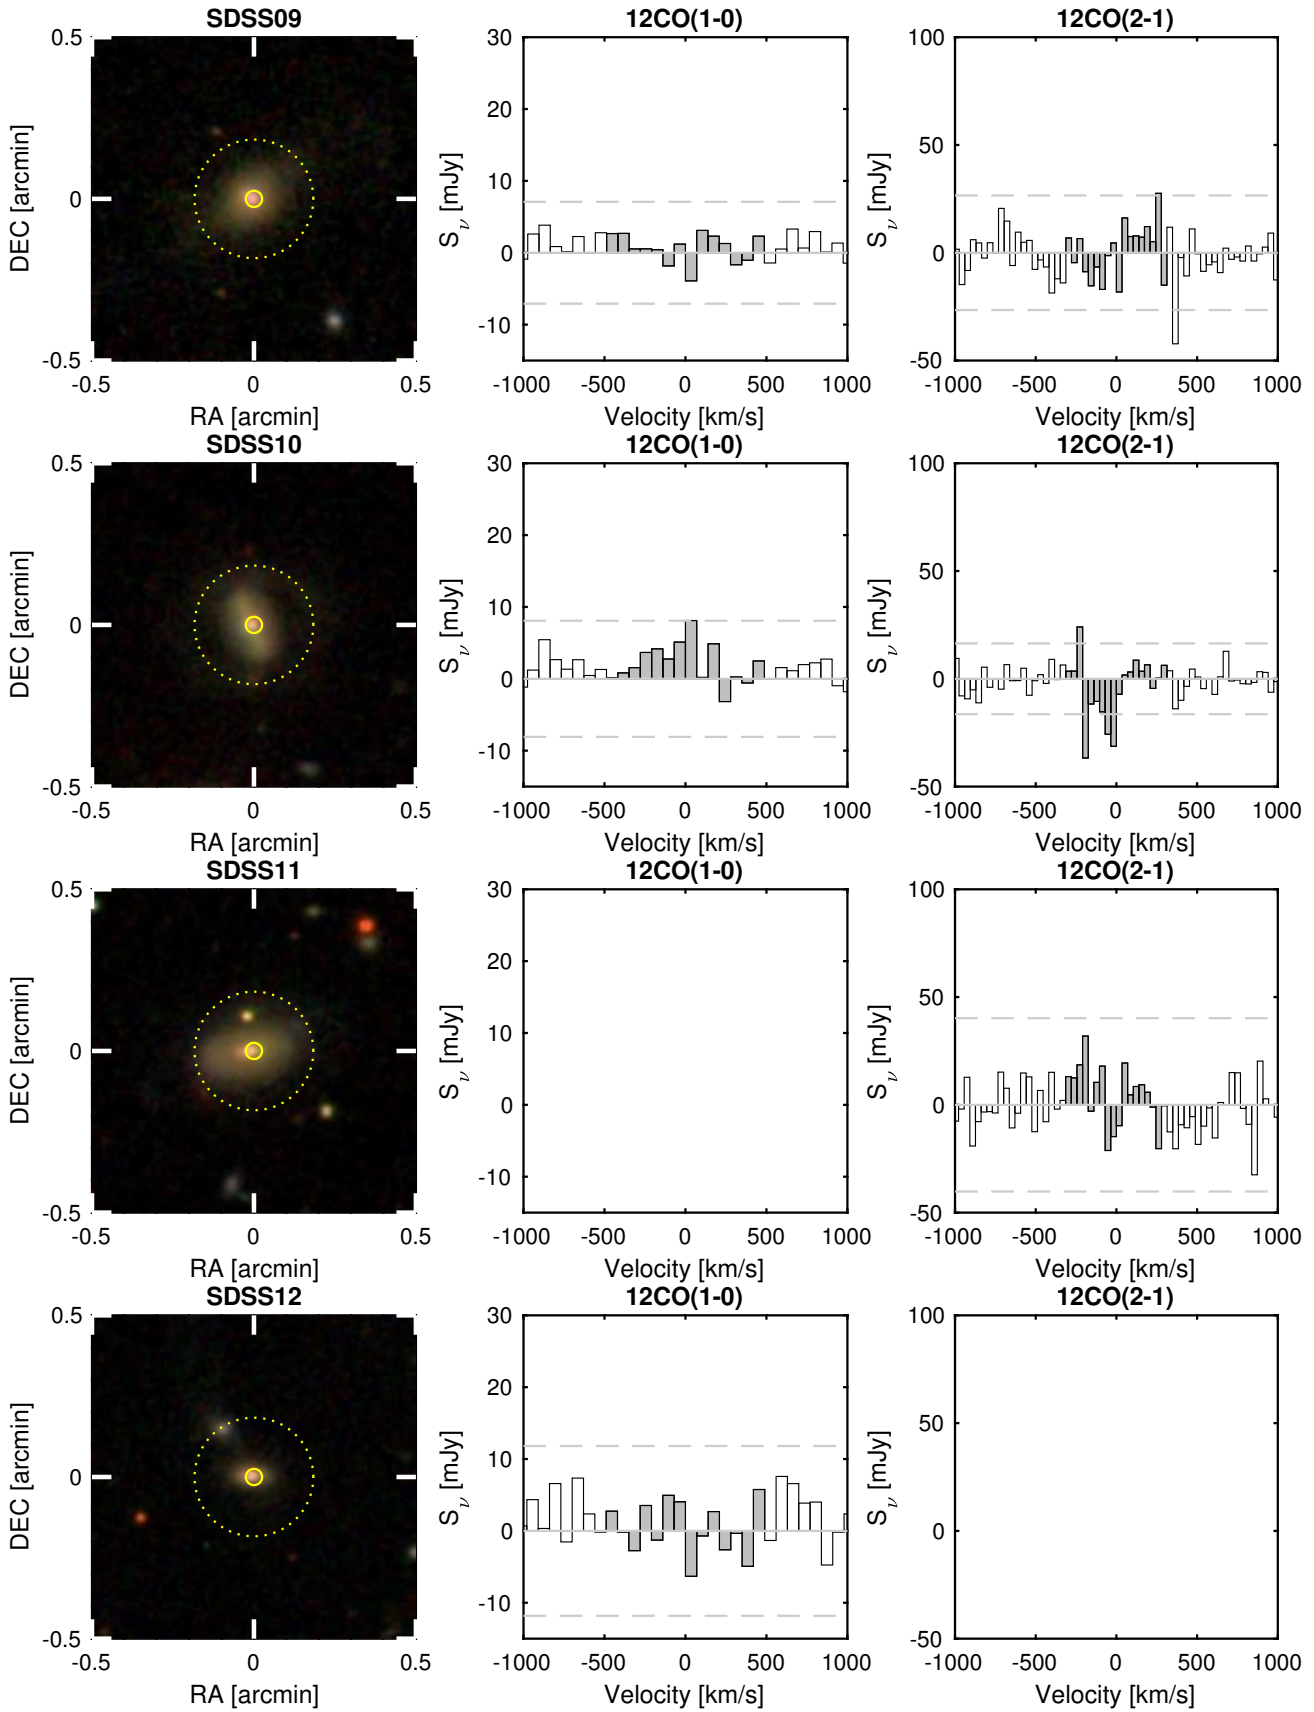 SDSS09 12CO(1-0) 12CO(2-1)
0.5 30 100
20
DEC [arcmin] S_ν [mJy] 10 S_ν [mJy] 50
0 0 0
-10
-0.5 -50
-0.5 0 0.5 -1000 -500 0 500 1000 -1000 -500 0 500 1000
RA [arcmin] Velocity [km/s] Velocity [km/s]
SDSS10 12CO(1-0) 12CO(2-1)
0.5 30 100
20
DEC [arcmin] S_ν [mJy] 10 S_ν [mJy] 50
0 0 0
-10
-0.5 -50
-0.5 0 0.5 -1000 -500 0 500 1000 -1000 -500 0 500 1000
RA [arcmin] Velocity [km/s] Velocity [km/s]
SDSS11 12CO(1-0) 12CO(2-1)
0.5 30 100
20
DEC [arcmin] S_ν [mJy] 10 S_ν [mJy] 50
0 0 0
-10
-0.5 -50
-0.5 0 0.5 -1000 -500 0 500 1000 -1000 -500 0 500 1000
RA [arcmin] Velocity [km/s] Velocity [km/s]
SDSS12 12CO(1-0) 12CO(2-1)
0.5 30 100
20
DEC [arcmin] S_ν [mJy] 10 S_ν [mJy] 50
0 0 0
-10
-0.5 -50
-0.5 0 0.5 -1000 -500 0 500 1000 -1000 -500 0 500 1000
RA [arcmin] Velocity [km/s] Velocity [km/s]